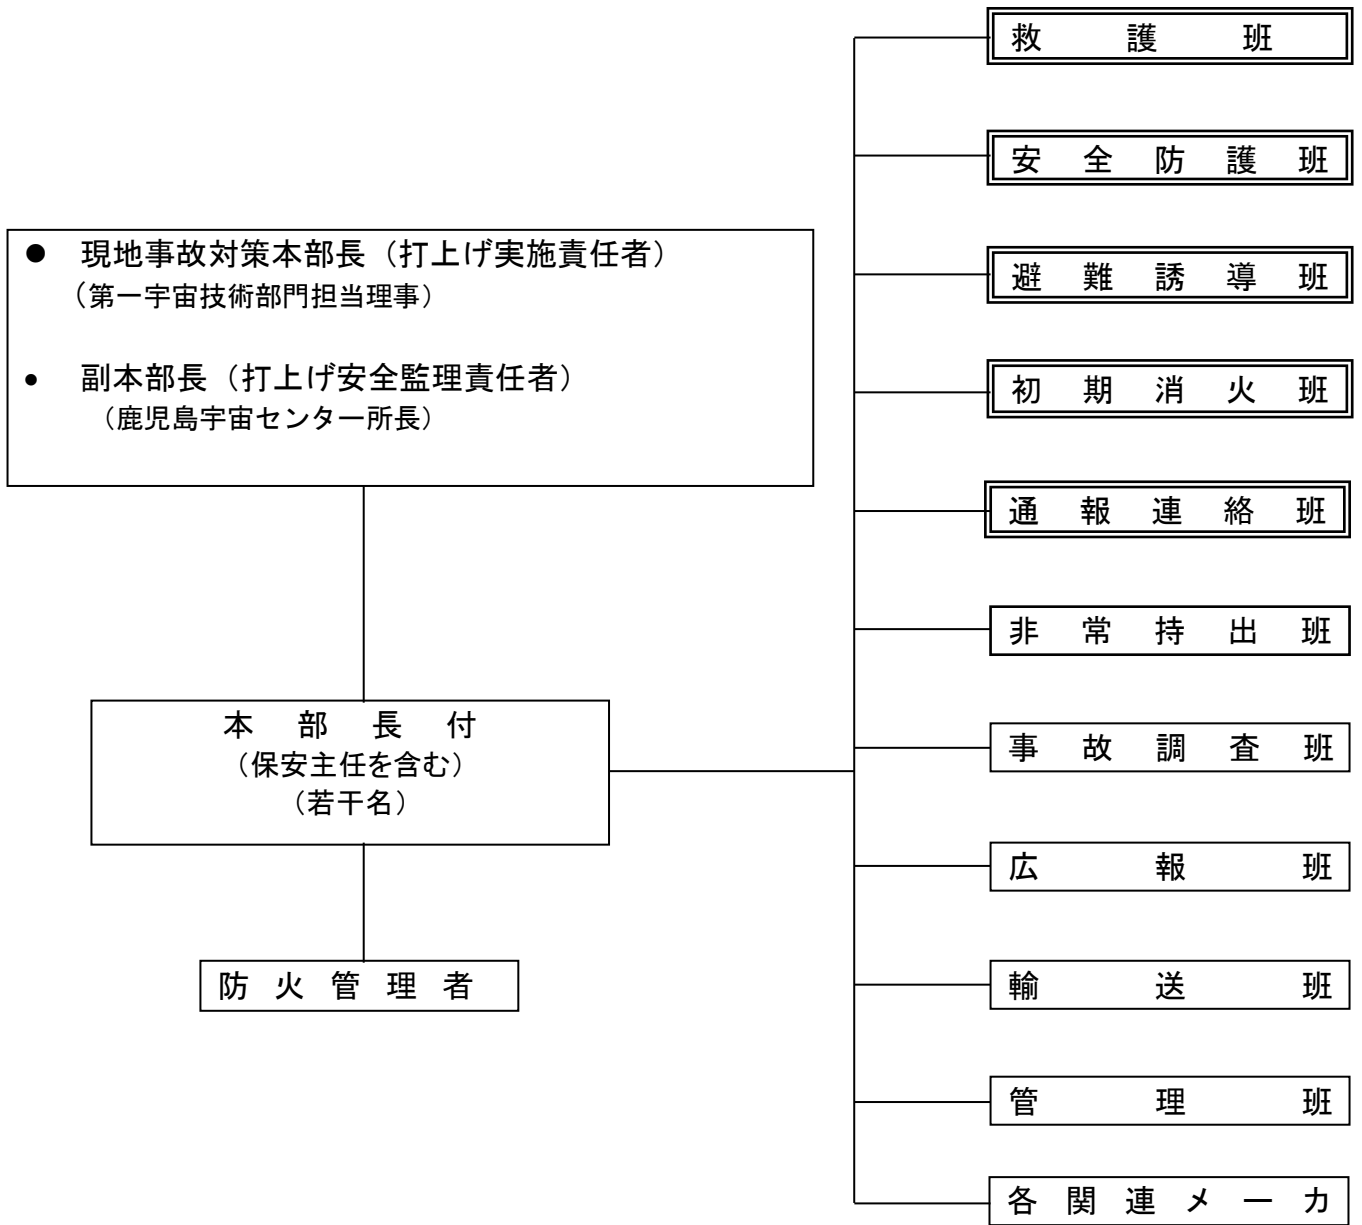 ● 現地事故対策本部長（打上げ実施責任者）
（第一宇宙技術部門担当理事）
• 副本部長（打上げ安全監理責任者）
（鹿児島宇宙センター所長）
本部長付
（保安主任を含む）
（若干名）
防火管理者
救護班
安全防護班
避難誘導班
初期消火班
通報連絡班
非常持出班
事故調査班
広報班
輸送班
管理班
各関連メーカ